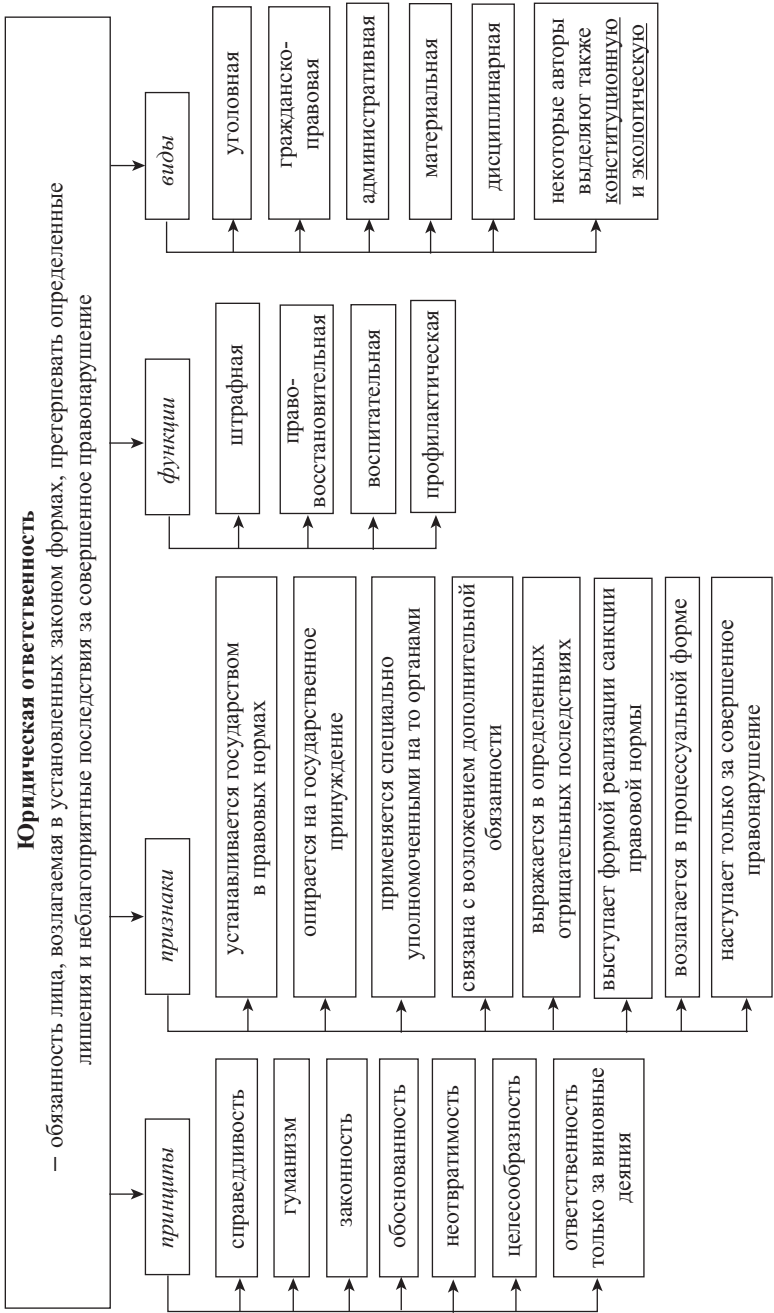 Юридическая ответственность
– обязанность лица, возлагаемая в установленных законом формах, претерпевать определенные
лишения и неблагоприятные последствия за совершенное правонарушение
принципы
справедливость
гуманизм
законность
обоснованность
неотвратимость
целесообразность
ответственность
только за виновные
деяния
признаки
устанавливается государством
в правовых нормах
опирается на государственное
принуждение
применяется специально
уполномоченными на то органами
связана с возложением дополнительной
обязанности
выражается в определенных
отрицательных последствиях
выступает формой реализации санкции
правовой нормы
возлагается в процессуальной форме
наступает только за совершенное
правонарушение
функции
штрафная
право-
восстановительная
воспитательная
профилактическая
виды
уголовная
гражданско-
правовая
административная
материальная
дисциплинарная
некоторые авторы
выделяют также
конституционную
и экологическую